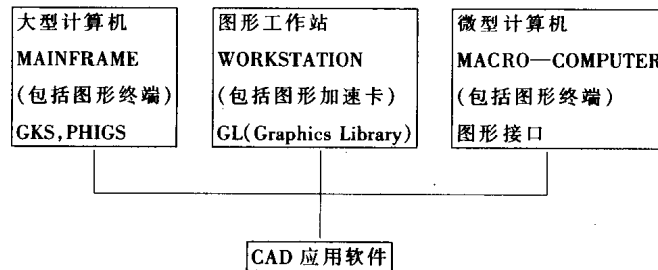 大型计算机
MAINFRAME
(包括图形终端)
GKS,PHIGS
图形工作站
WORKSTATION
(包括图形加速卡)
GL(Graphics Library)
微型计算机
MACRO—COMPUTER
(包括图形终端)
图形接口
CAD 应用软件